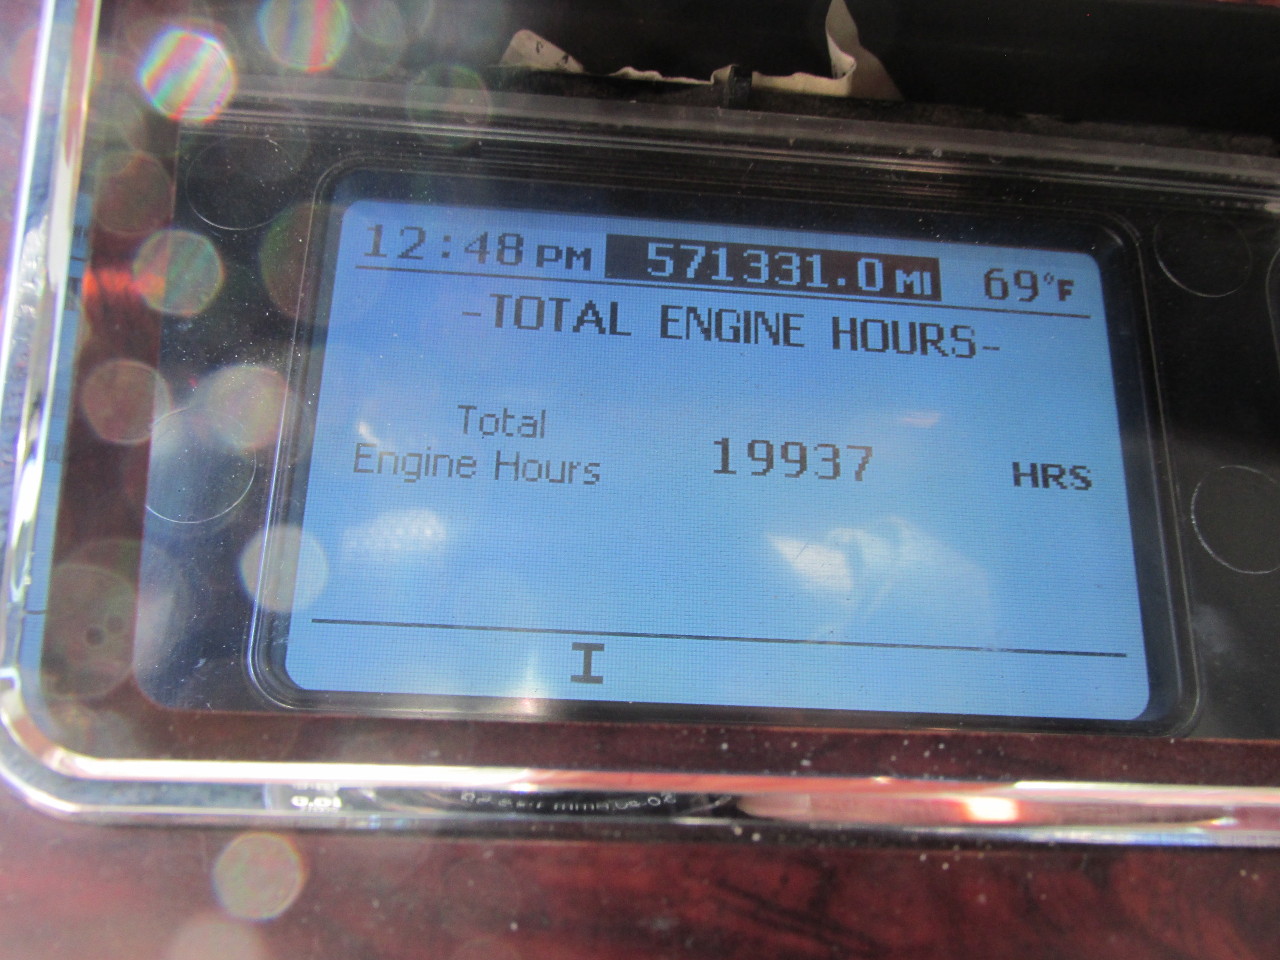 12:48 PM 571331.0 MI 69°F
-TOTAL ENGINE HOURS-
Total
Engine Hours 19937 HRS
I